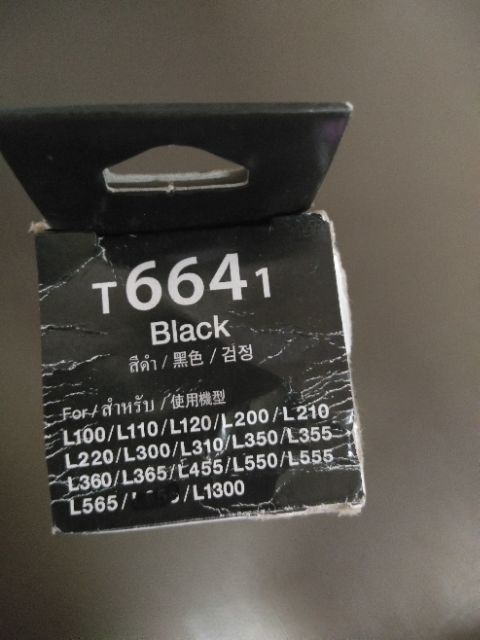 T6641
Black
สีดำ / 黑色 / 검정
For / สำหรับ / 使用機型
L100/L110/L120/L200/L210
L220/L300/L310/L350/L355
L360/L365/L455/L550/L555
L565/ /L1300